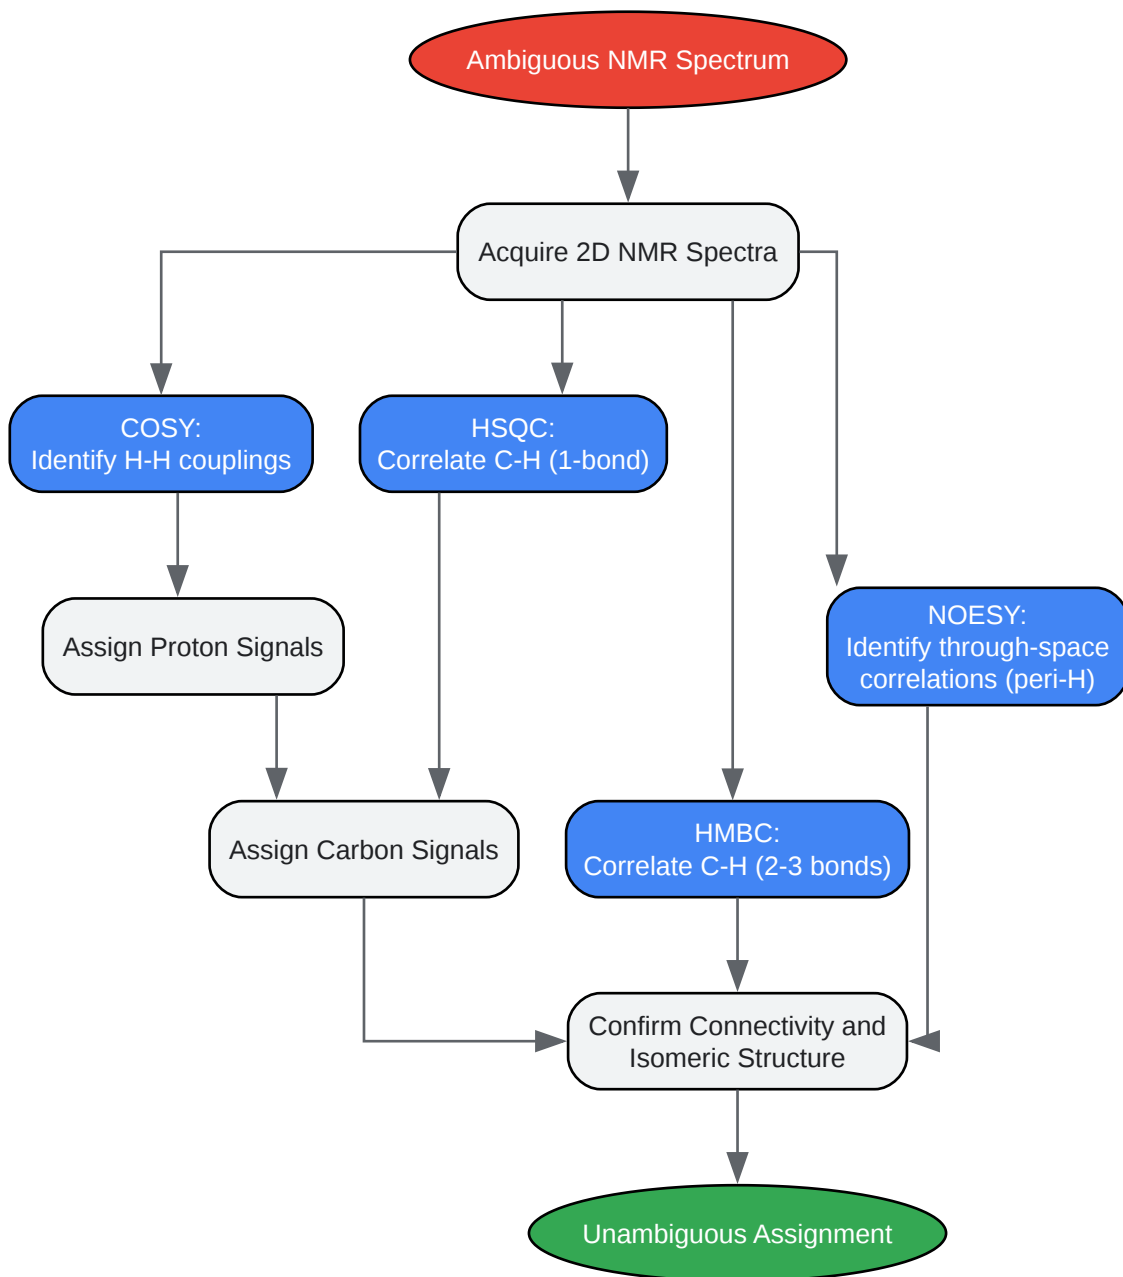 Ambiguous NMR Spectrum
Acquire 2D NMR Spectra
COSY:
Identify H-H couplings
HSQC:
Correlate C-H (1-bond)
Assign Proton Signals
NOESY:
Identify through-space
correlations (peri-H)
Assign Carbon Signals
HMBC:
Correlate C-H (2-3 bonds)
Confirm Connectivity and
Isomeric Structure
Unambiguous Assignment